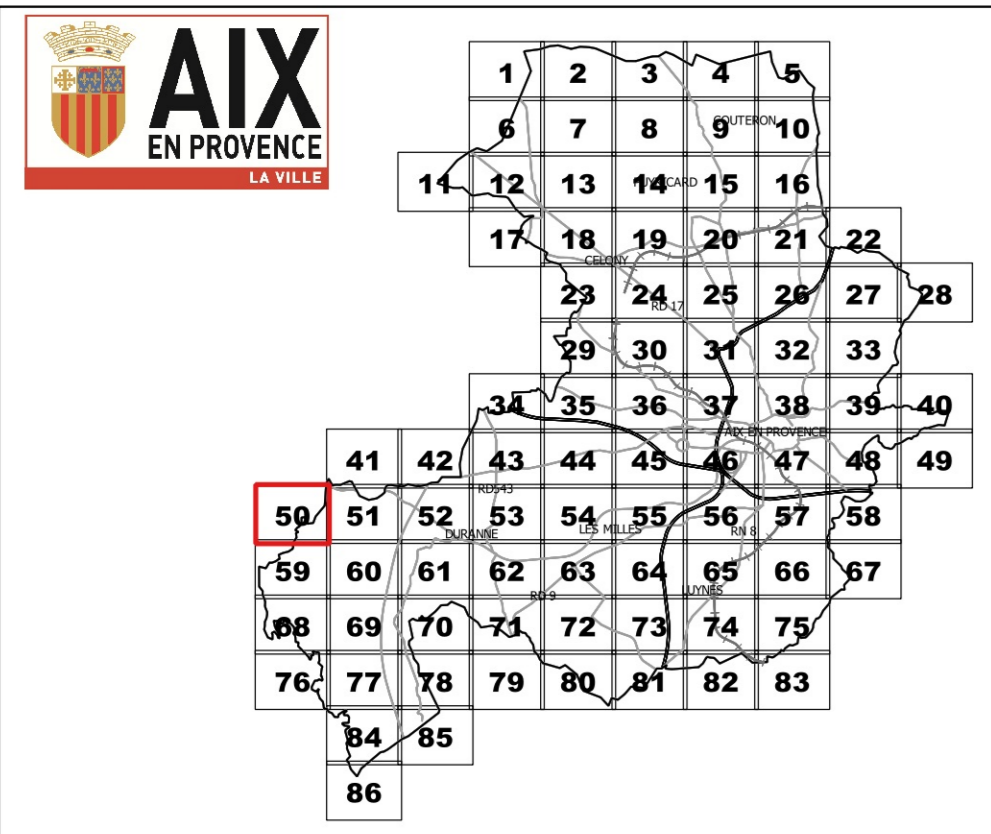 AIX
EN PROVENCE
LA VILLE
1 2 3 4 5
COUTERON
6 7 8 9 10
11 12 13 14 15 16
17 18 19 20 21 22
CELONY
23 24 25 26 27 28
RD 17
29 30 31 32 33
34 35 36 37 38 39 40
AIX EN PROVENCE
41 42 43 44 45 46 47 48 49
RD543
50 51 52 53 54 55 56 57 58
DURANNE LES MILLES RN 8
59 60 61 62 63 64 65 66 67
RD 9 LUYNES
68 69 70 71 72 73 74 75
76 77 78 79 80 81 82 83
84 85
86